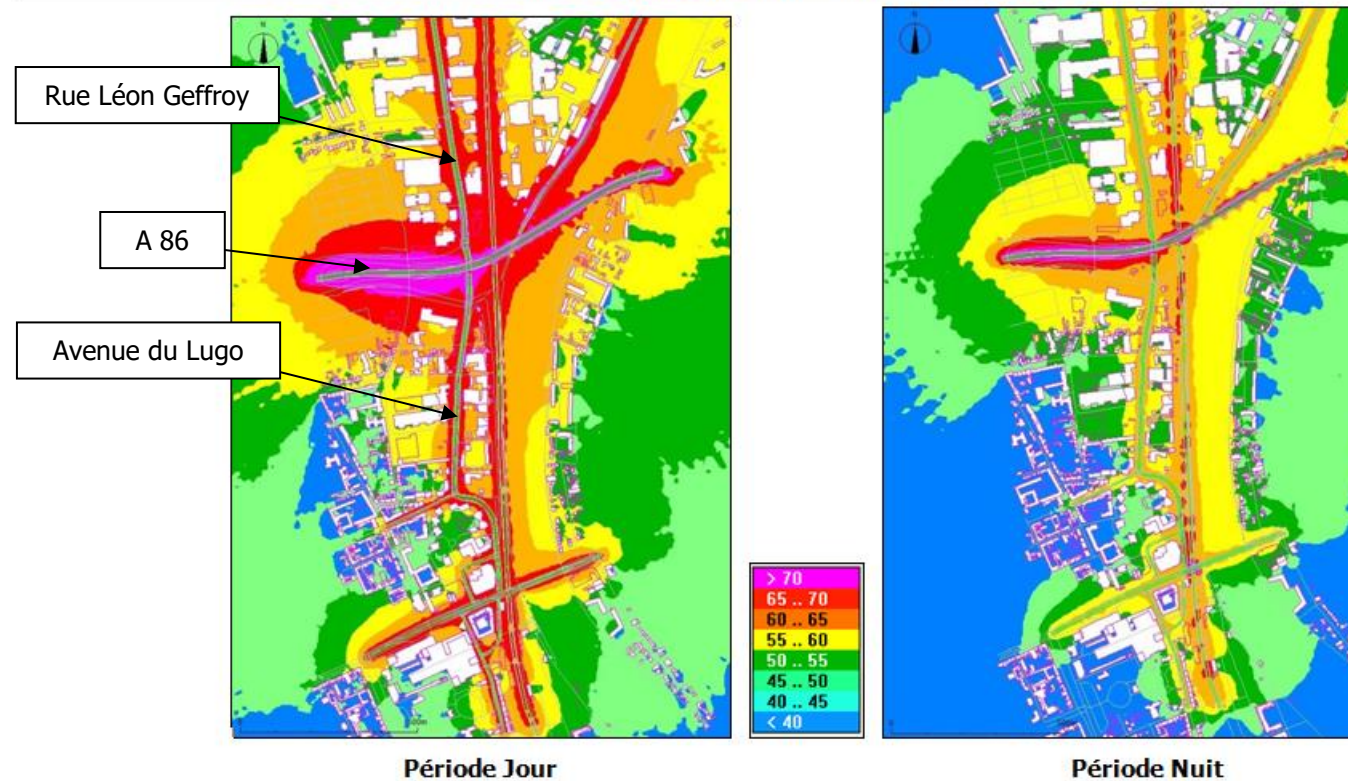 Rue Léon Geffroy
A 86
Avenue du Lugo
N
N
> 70
65 .. 70
60 .. 65
55 .. 60
50 .. 55
45 .. 50
40 .. 45
< 40
Période Jour
Période Nuit